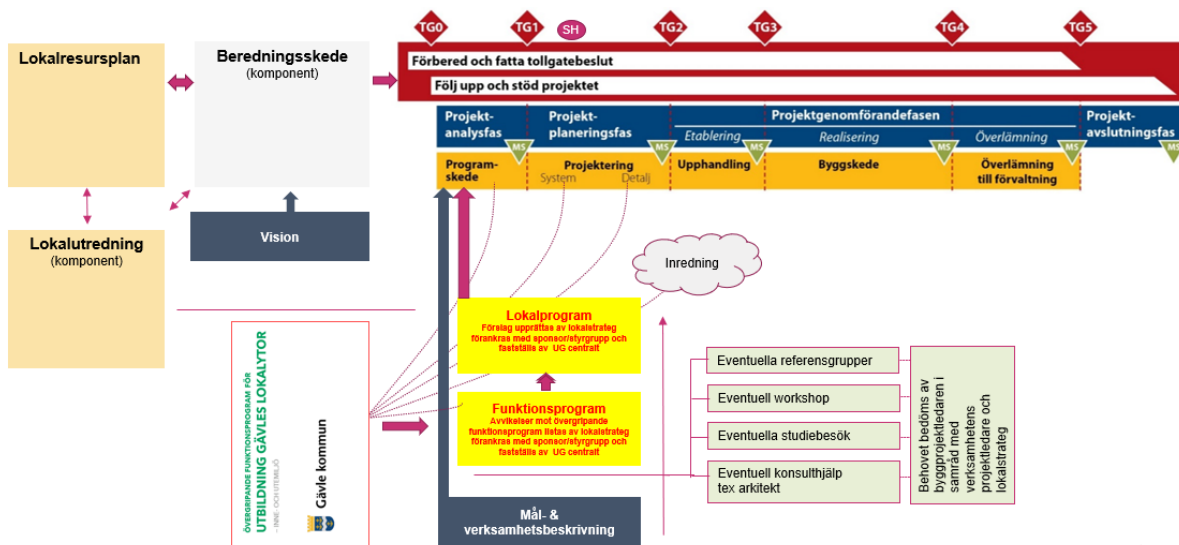 TG0
TG1
SH
TG2
TG3
TG4
TG5
Lokalresursplan
Beredningsskede
(komponent)
Förbered och fatta tollgatebeslut
Följ upp och stöd projektet
Projekt-
analysfas
Projekt-
planeringsfas
Projektgenomförandefasen
Etablering
Realisering
Överlämning
Projekt-
avslutningsfas
MS
MS
MS
MS
MS
MS
Program-
skede
Projektering
System
Detalj
Upphandling
Byggskede
Överlämning
till förvaltning
Lokalutredning
(komponent)
Vision
Inredning
Lokalprogram
Förslag upprättas av lokalstrateg
förankras med sponsor/styrgrupp och
fastställs av UG centralt
Funktionsprogram
Avvikelser mot övergripande
funktionsprogram listas av lokalstrateg
förankras med sponsor/styrgrupp och
fastställs av UG centralt
ÖVERGRIPANDE FUNKTIONSPROGRAM FÖR
UTBILDNING GÄVLES LOKALYTOR
- INNE- OCH UTEMILJÖ
Gävle kommun
Eventuella referensgrupper
Eventuell workshop
Eventuella studiebesök
Eventuell konsulthjälp
tex arkitekt
Behovet bedöms av
byggprojektledaren i
samråd med
verksamhetens
projektledare och
lokalstrateg
Mål- &
verksamhetsbeskrivning